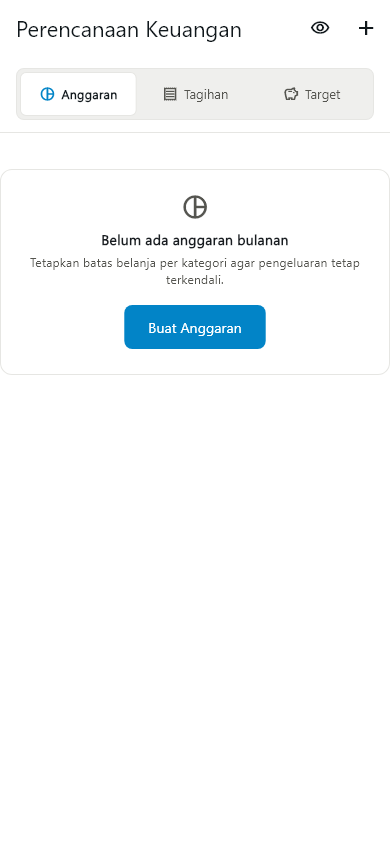 Perencanaan Keuangan
Anggaran
Tagihan
Target
Belum ada anggaran bulanan
Tetapkan batas belanja per kategori agar pengeluaran tetap
terkendali.
Buat Anggaran